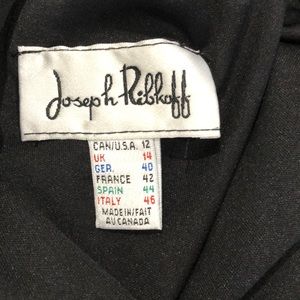 Joseph Ribkoff
CAN/U.S.A. 12
UK 14
GER. 40
FRANCE 42
SPAIN 44
ITALY 46
MADE IN/FAIT
AU CANADA